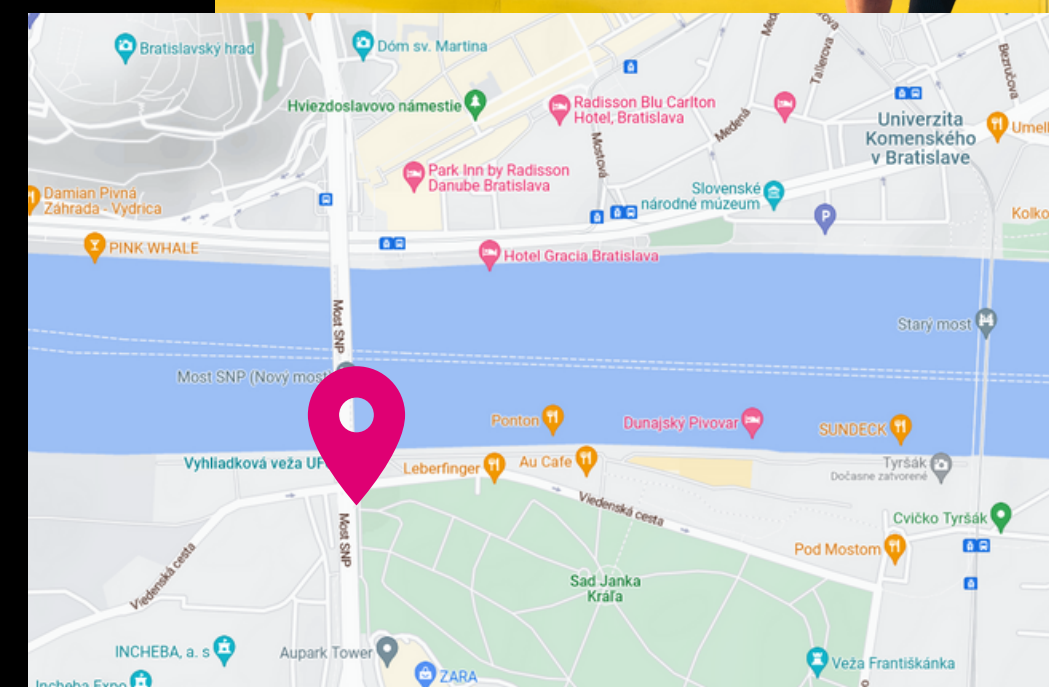 Bratislavský hrad
Dóm sv. Martina
Tallerova
Bezručova
Hviezdoslavovo námestie
Radisson Blu Carlton
Hotel, Bratislava
Mostová
Medená
Univerzita
Komenského
v Bratislave
Park Inn by Radisson
Danube Bratislava
Damian Pivná
Záhrada - Vydrica
Slovenské
národné múzeum
P
PINK WHALE
Hotel Gracia Bratislava
Most SNP
Starý most
Most SNP (Nový most
Ponton
Dunajský Pivovar
SUNDECK
Vyhliadková veža
Leberfinger
Au Cafe
Tyršák
Dočasne zatvorené
Viedenská cesta
Most SNP
Cvičko Tyršák
Pod Mostom
Viedenská cesta
Sad Janka
Kráľa
INCHEBA, a. s
Aupark Tower
Veža Františkánka
ZARA
Incheba Expo